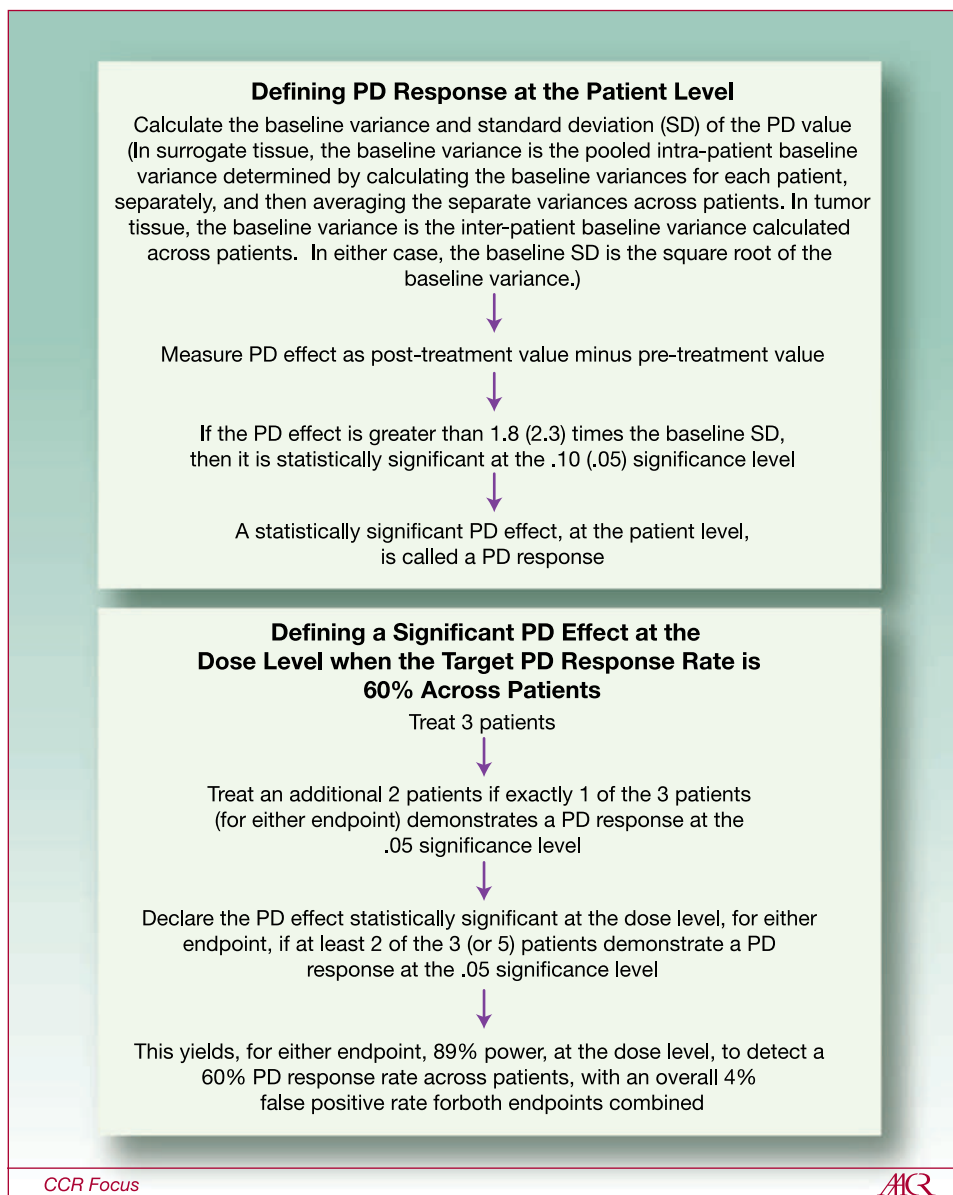 Defining PD Response at the Patient Level
Calculate the baseline variance and standard deviation (SD) of the PD value
(In surrogate tissue, the baseline variance is the pooled intra-patient baseline
variance determined by calculating the baseline variances for each patient,
separately, and then averaging the separate variances across patients. In tumor
tissue, the baseline variance is the inter-patient baseline variance calculated
across patients.  In either case, the baseline SD is the square root of the
baseline variance.)
Measure PD effect as post-treatment value minus pre-treatment value
If the PD effect is greater than 1.8 (2.3) times the baseline SD,
then it is statistically significant at the .10 (.05) significance level
A statistically significant PD effect, at the patient level,
is called a PD response
Defining a Significant PD Effect at the
Dose Level when the Target PD Response Rate is
60% Across Patients
Treat 3 patients
Treat an additional 2 patients if exactly 1 of the 3 patients
(for either endpoint) demonstrates a PD response at the
.05 significance level
Declare the PD effect statistically significant at the dose level, for either
endpoint, if at least 2 of the 3 (or 5) patients demonstrate a PD
response at the .05 significance level
This yields, for either endpoint, 89% power, at the dose level, to detect a
60% PD response rate across patients, with an overall 4%
false positive rate forboth endpoints combined
CCR Focus
AACR